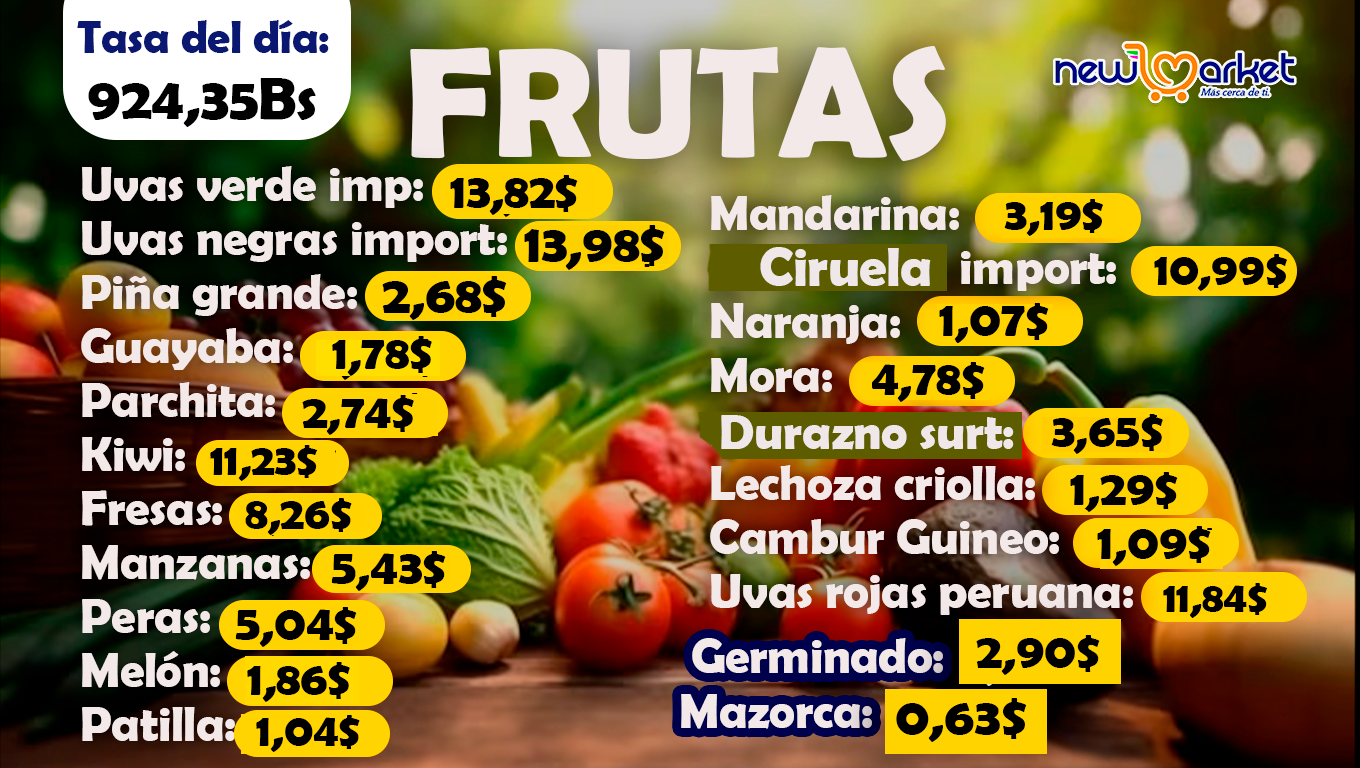 Tasa del día:
924,35Bs
FRUTAS
new market
Más cerca de ti.
Uvas verde imp: 13,82$
Uvas negras import: 13,98$
Piña grande: 2,68$
Guayaba: 1,78$
Parchita: 2,74$
Kiwi: 11,23$
Fresas: 8,26$
Manzanas: 5,43$
Peras: 5,04$
Melón: 1,86$
Patilla: 1,04$
Mandarina: 3,19$
Ciruela import: 10,99$
Naranja: 1,07$
Mora: 4,78$
Durazno surt: 3,65$
Lechoza criolla: 1,29$
Cambur Guineo: 1,09$
Uvas rojas peruana: 11,84$
Germinado: 2,90$
Mazorca: 0,63$